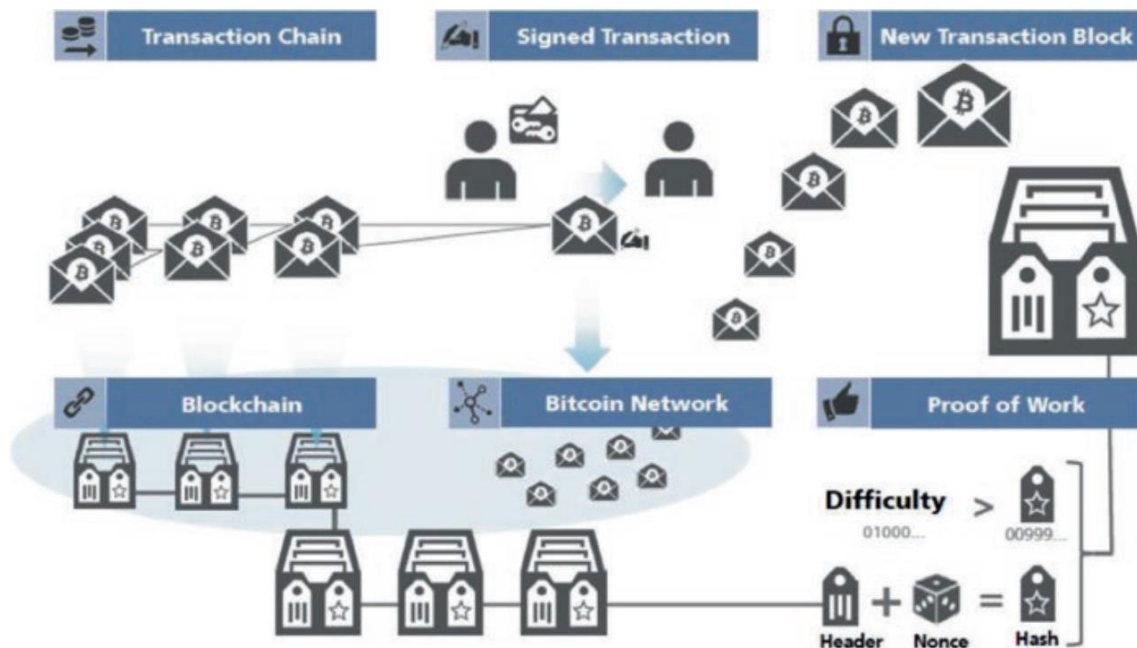 Transaction Chain
Signed Transaction
New Transaction Block
Blockchain
Bitcoin Network
Proof of Work
Difficulty
>
01000...
00999...
+
=
Header
Nonce
Hash